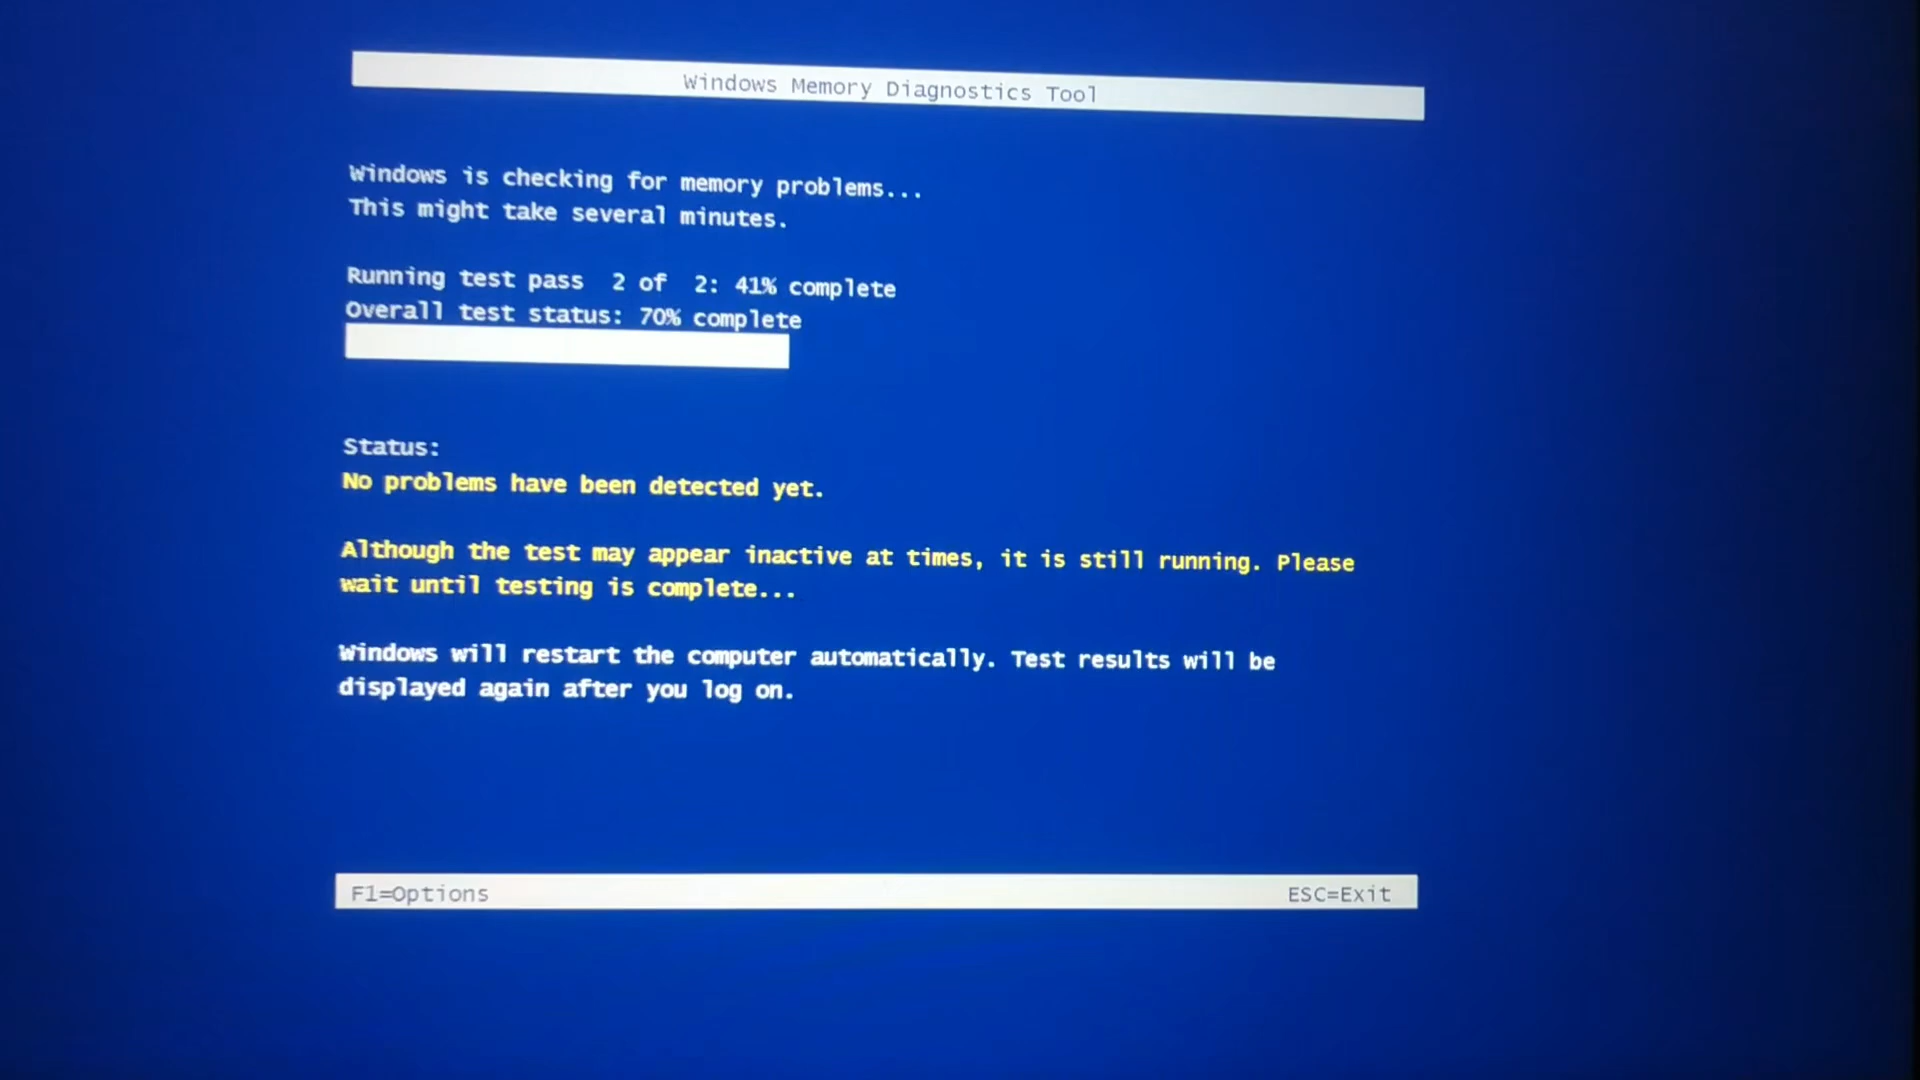 Windows Memory Diagnostics Tool
Windows is checking for memory problems...
This might take several minutes.
Running test pass  2 of  2: 41% complete
Overall test status: 70% complete
Status:
No problems have been detected yet.
Although the test may appear inactive at times, it is still running. Please
wait until testing is complete...
Windows will restart the computer automatically. Test results will be
displayed again after you log on.
F1=Options
ESC=Exit